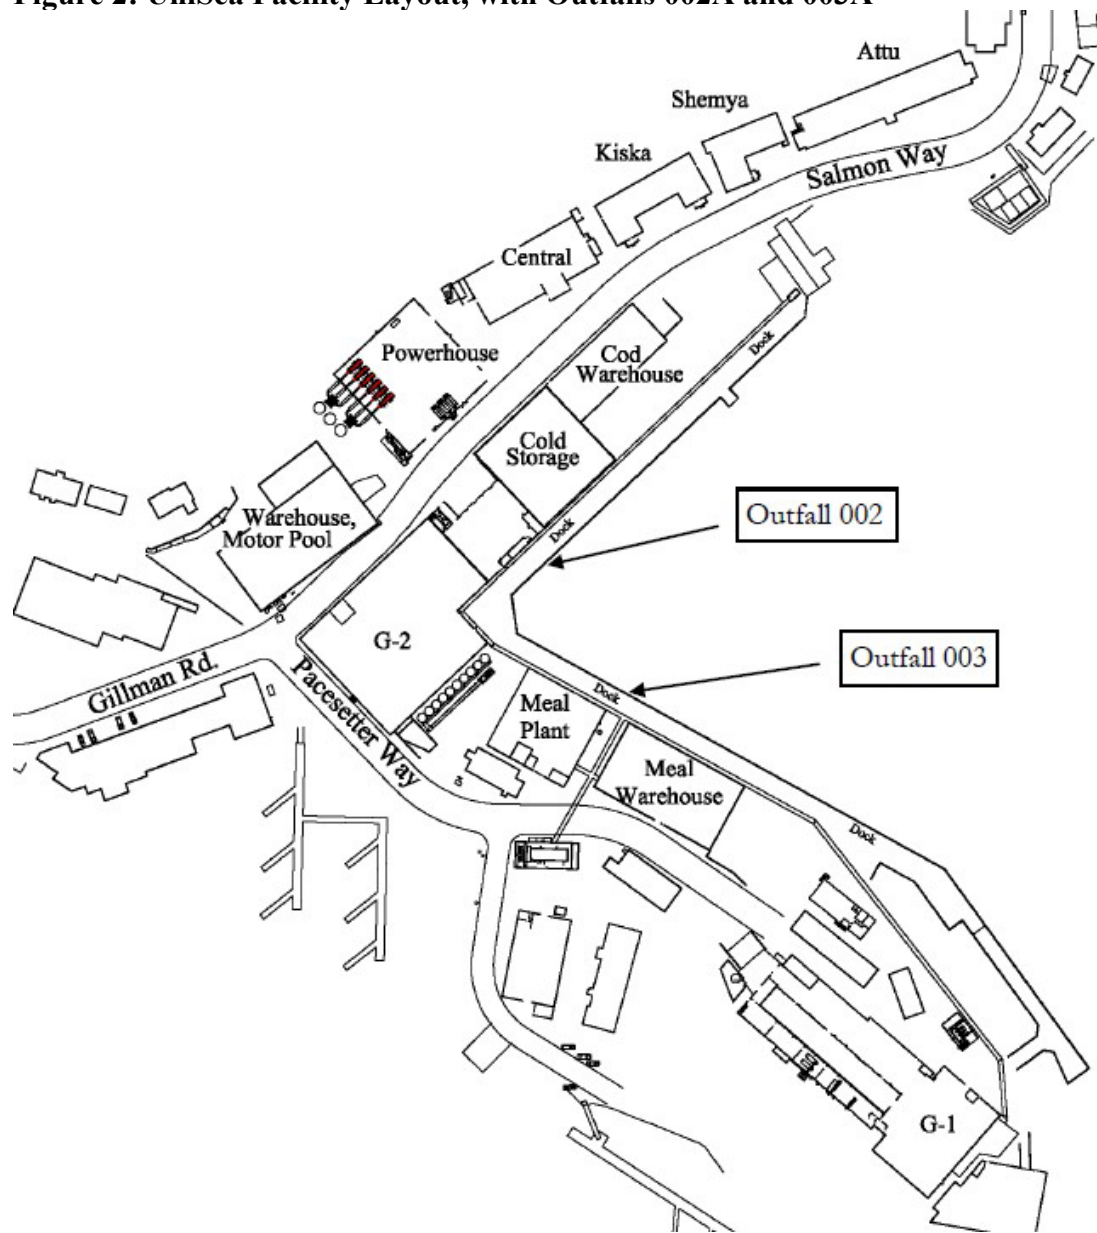 Figure 2: UniSea Facility Layout, with Outfalls 002A and 003A
Attu
Shemya
Kiska
Salmon Way
Central
Powerhouse
Dock
Cod
Warehouse
Cold
Storage
Outfall 002
Warehouse,
Motor Pool
Dock
G-2
Outfall 003
Gillman Rd.
Pacesetter Way
Dock
Meal
Plant
Meal
Warehouse
Dock
G-1